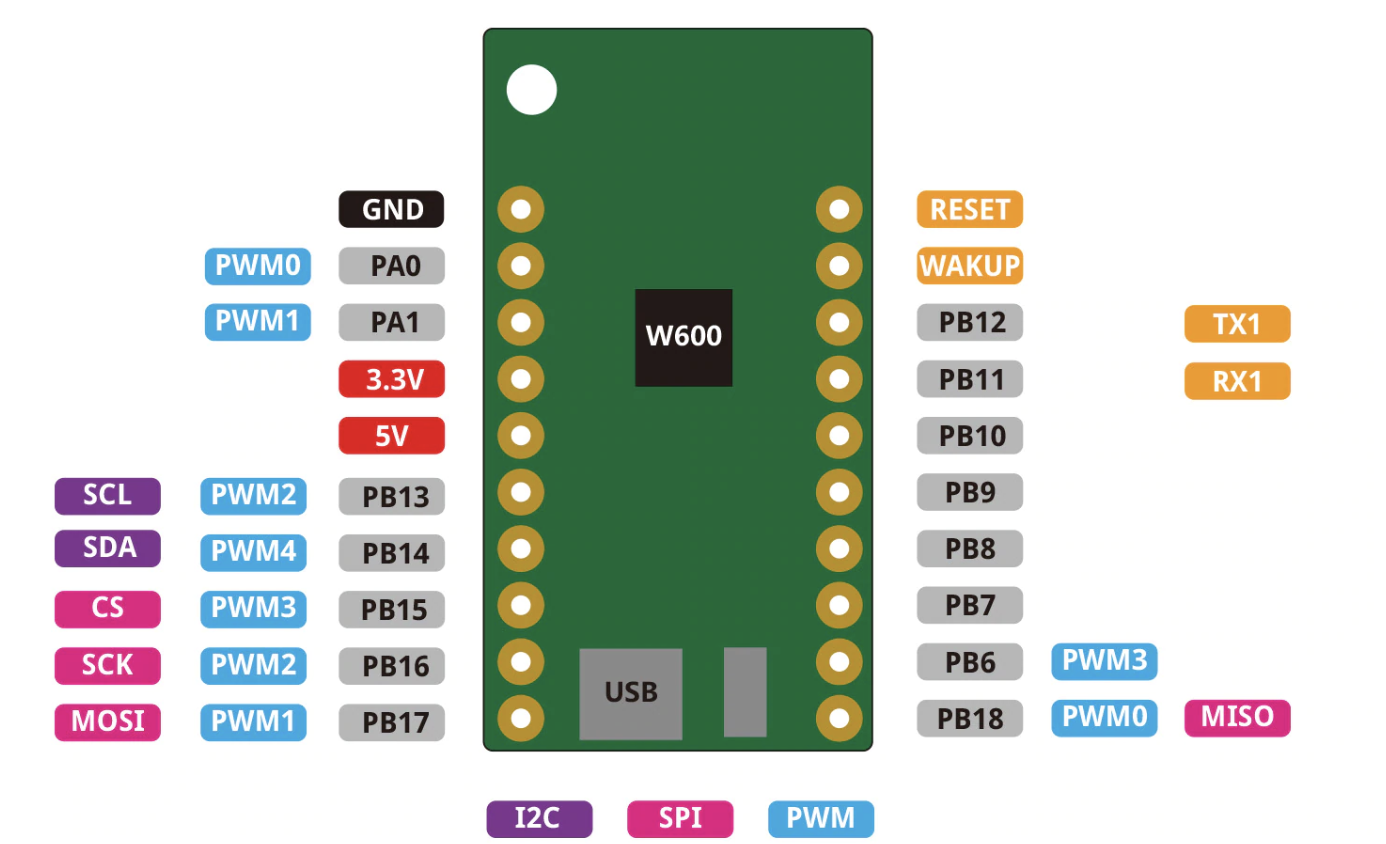 GND RESET
PWM0 PA0 WAKUP
PWM1 PA1 W600 PB12 TX1
3.3V PB11 RX1
5V PB10
SCL PWM2 PB13 PB9
SDA PWM4 PB14 PB8
CS PWM3 PB15 PB7
SCK PWM2 PB16 USB PB6 PWM3
MOSI PWM1 PB17 PB18 PWM0 MISO
I2C SPI PWM